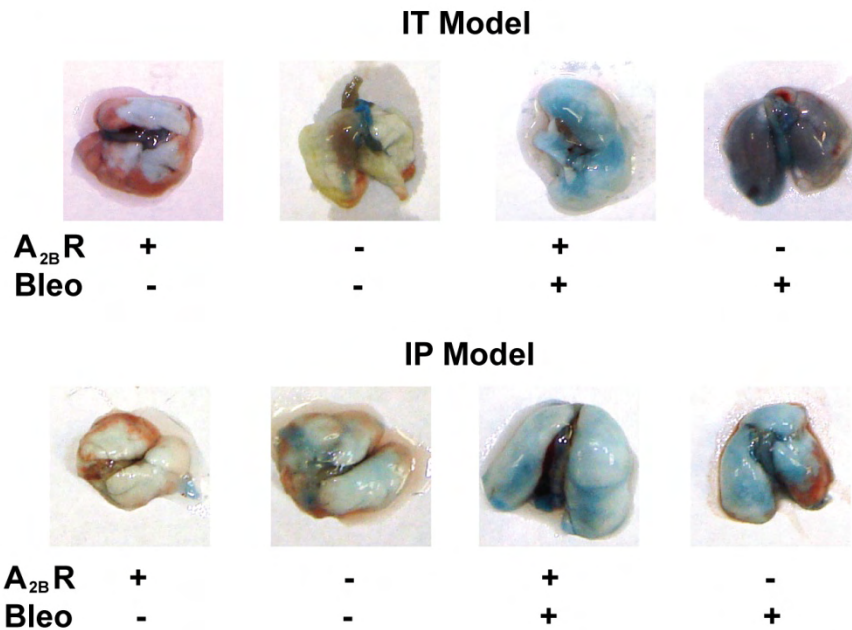 IT Model
A2BR + - + -
Bleo - - + +
IP Model
A2BR + - + -
Bleo - - + +